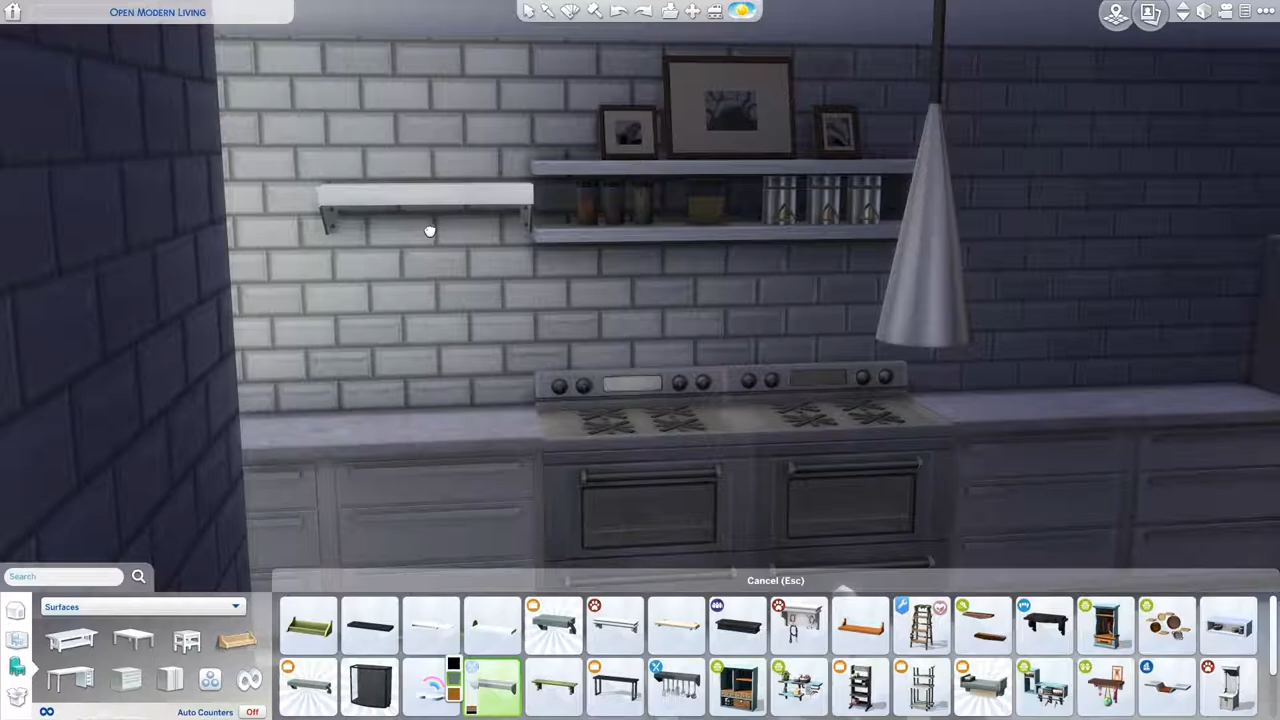 OPEN MODERN LIVING
Cancel (Esc)
Search
Surfaces
Auto Counters
Off